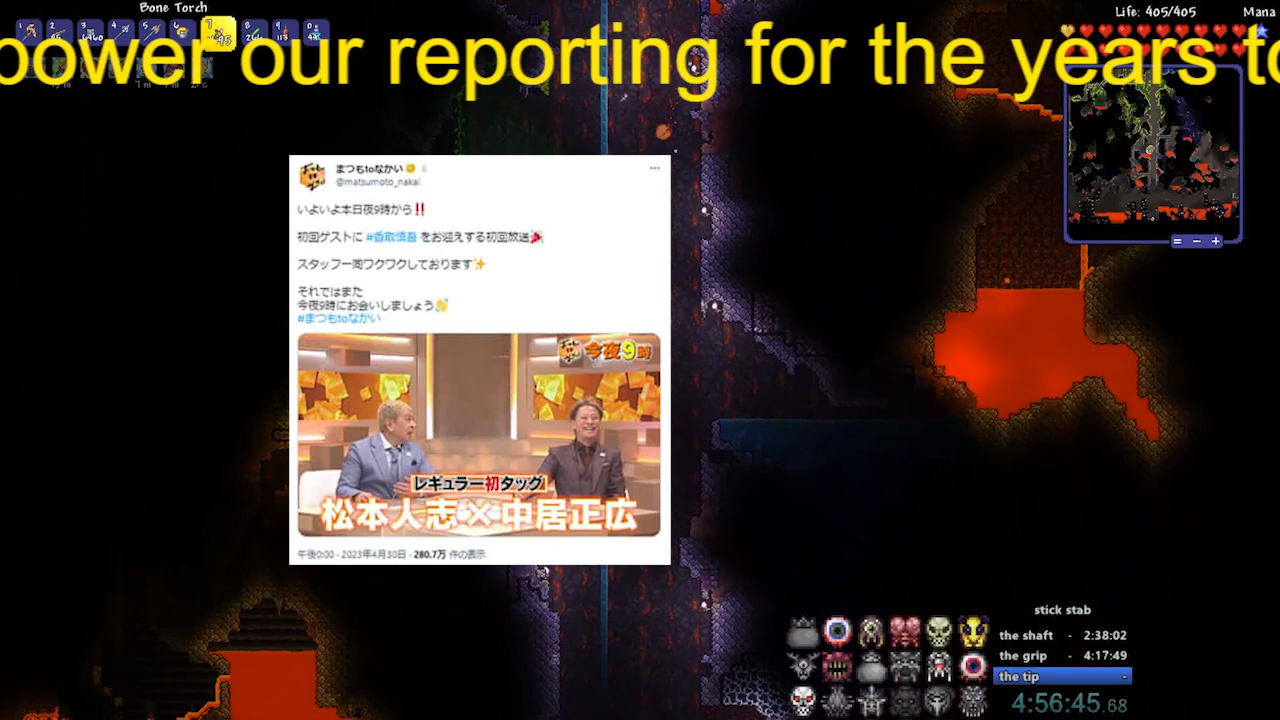 Bone Torch
Life: 405/405
Mana
power our reporting for the years to
まつもtoなかい
@matsumoto_nakai
いよいよ本日夜9時から‼
初回ゲストに #香取慎吾 をお迎えする初回放送🎉
スタッフ一同ワクワクしております✨
それではまた
今夜9時にお会いしましょう👋
#まつもtoなかい
今夜9時
レギュラー初タッグ
松本人志×中居正広
午後0:00 · 2023年4月30日 · 280.7万 件の表示
stick stab
the shaft - 2:38:02
the grip - 4:17:49
the tip -
4:56:45.68